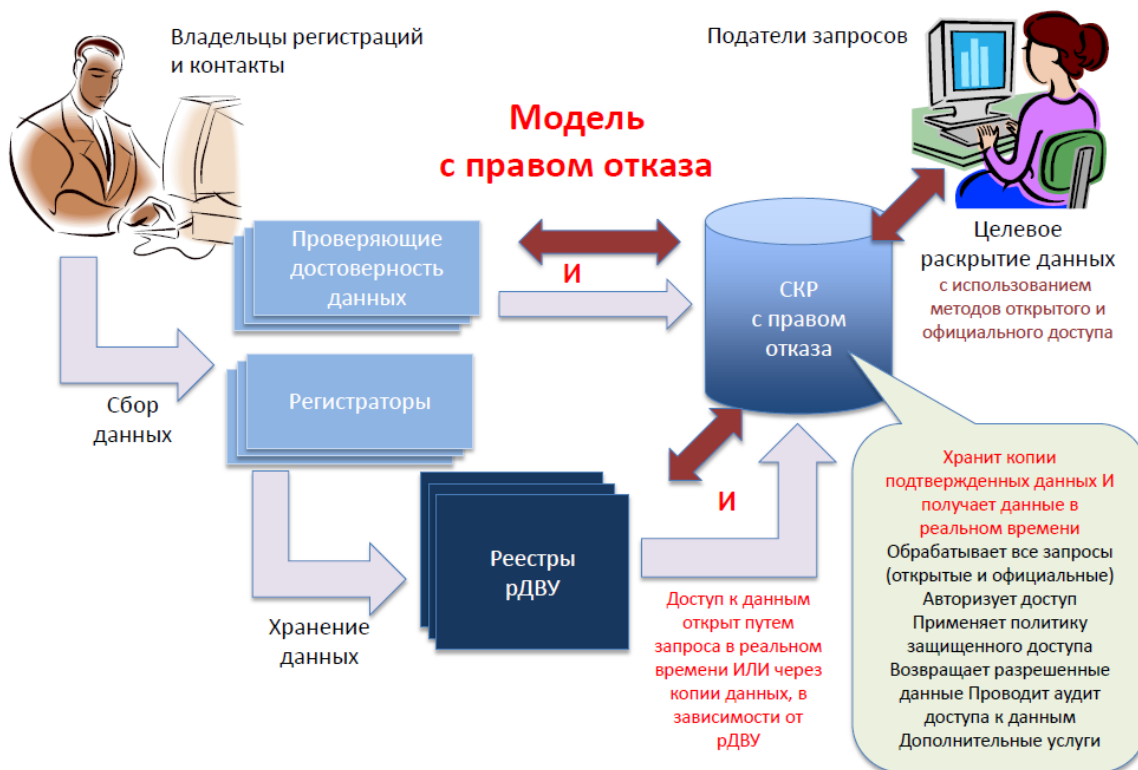 Владельцы регистраций
и контакты
Податели запросов
Модель
с правом отказа
Проверяющие
достоверность
данных
И
СКР
с правом
отказа
Целевое
раскрытие данных
с использованием
методов открытого и
официального доступа
Сбор
данных
Регистраторы
И
Реестры
рДВУ
Хранение
данных
Доступ к данным
открыт путем
запроса в реальном
времени ИЛИ через
копии данных, в
зависимости от
рДВУ
Хранит копии
подтвержденных данных И
получает данные в
реальном времени
Обрабатывает все запросы
(открытые и официальные)
Авторизует доступ
Применяет политику
защищенного доступа
Возвращает разрешенные
данные Проводит аудит
доступа к данным
Дополнительные услуги